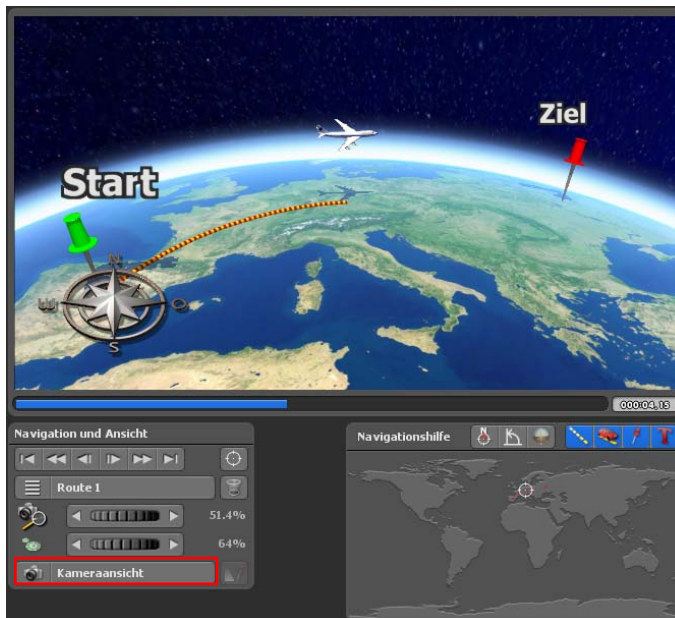 Ziel
Start
N
W
O
S
000:04,15
Navigation und Ansicht
Navigationshilfe
Route 1
51.4%
64%
Kameraansicht